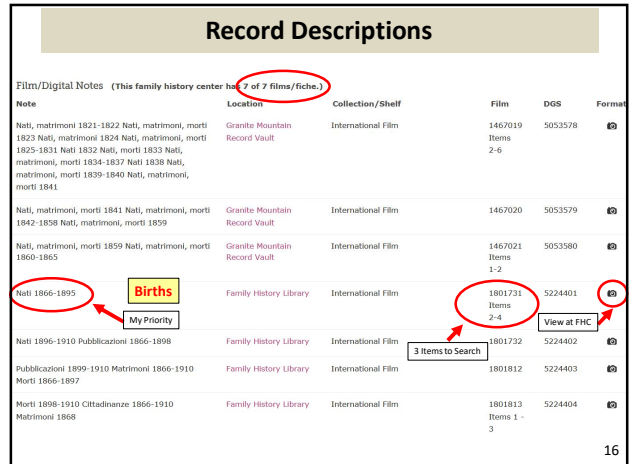 Record Descriptions
Film/Digital Notes (This family history center has 7 of 7 films/fiche.)
Note Location Collection/Shelf Film DGS Format
Nati, matrimoni 1821-1822 Nati, matrimoni, morti Granite Mountain International Film 1467019 5053578
1823 Nati, matrimoni 1824 Nati, matrimoni, morti Record Vault Items
1825-1831 Nati 1832 Nati, morti 1833 Nati, 2-6
matrimoni, morti 1834-1837 Nati 1838 Nati,
matrimoni, morti 1839-1840 Nati, matrimoni,
morti 1841
Nati, matrimoni, morti 1841 Nati, matrimoni, morti Granite Mountain International Film 1467020 5053579
1842-1858 Nati, matrimoni, morti 1859 Record Vault
Nati, matrimoni, morti 1859 Nati, matrimoni, morti Granite Mountain International Film 1467021 5053580
1860-1865 Record Vault Items
1-2
Nati 1866-1895 Births Family History Library International Film 1801731 5224401
Items
2-4
My Priority
View at FHC
3 Items to Search
Nati 1896-1910 Pubblicazioni 1866-1898 Family History Library International Film 1801732 5224402
Pubblicazioni 1899-1910 Matrimoni 1866-1910 Family History Library International Film 1801812 5224403
Morti 1866-1897
Morti 1898-1910 Cittadinanze 1866-1910 Family History Library International Film 1801813 5224404
Matrimoni 1868 Items 1 -
3
16